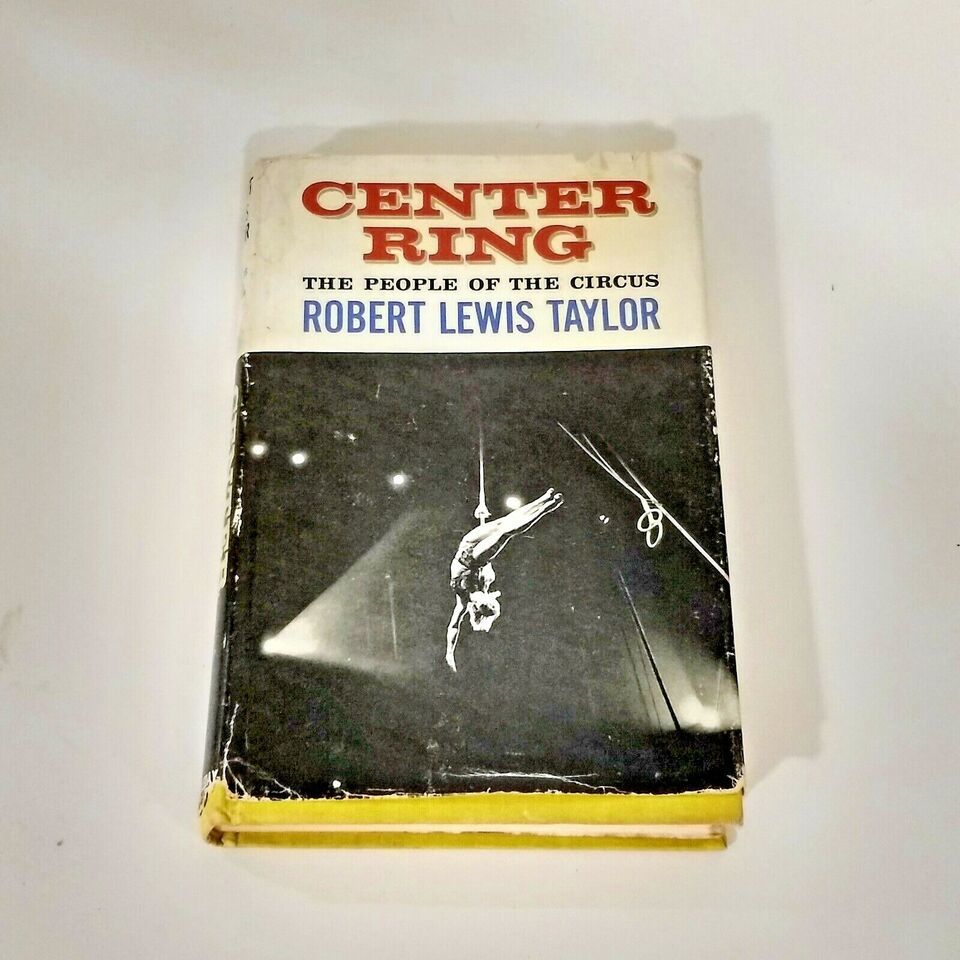 CENTER
RING
THE PEOPLE OF THE CIRCUS
ROBERT LEWIS TAYLOR